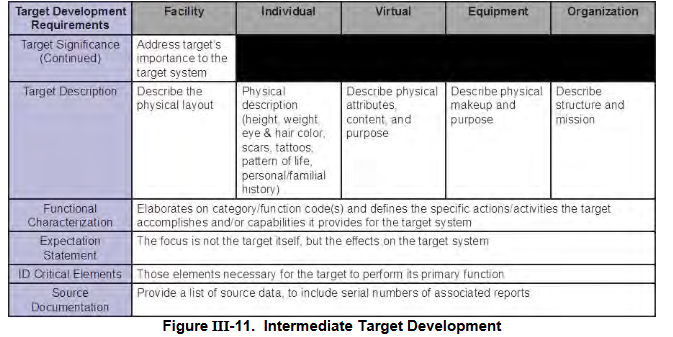 Target Development Requirements Facility Individual Virtual Equipment Organization
Target Significance (Continued) Address target's importance to the target system
Target Description Describe the physical layout Physical description (height, weight, eye & hair color, scars, tattoos, pattern of life, personal/familial history) Describe physical attributes, content, and purpose Describe physical makeup and purpose Describe structure and mission
Functional Characterization Elaborates on category/function code(s) and defines the specific actions/activities the target accomplishes and/or capabilities it provides for the target system
Expectation Statement The focus is not the target itself, but the effects on the target system
ID Critical Elements Those elements necessary for the target to perform its primary function
Source Documentation Provide a list of source data, to include serial numbers of associated reports
Figure III-11. Intermediate Target Development